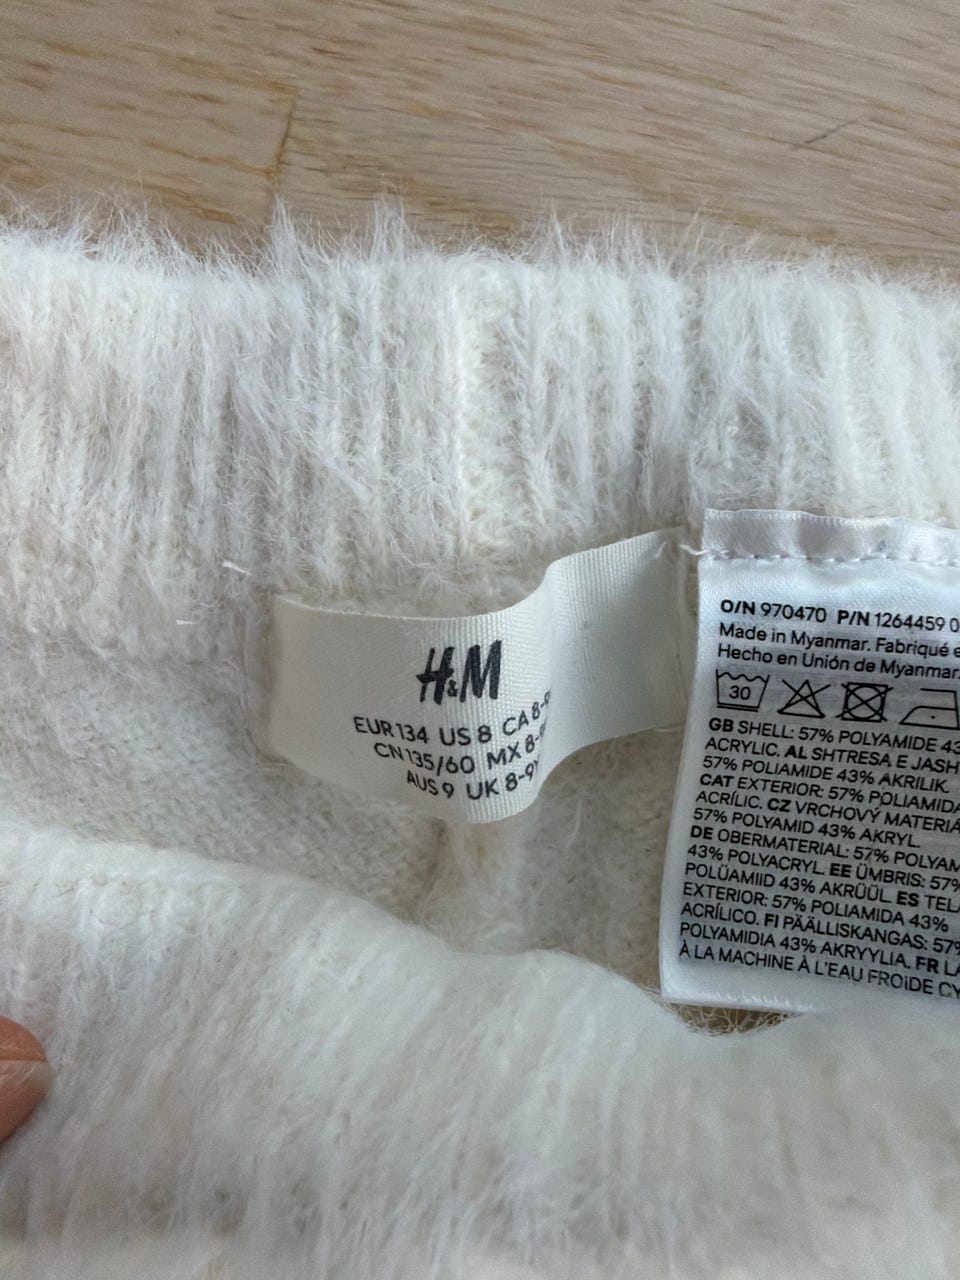 H&M
EUR 134 US 8 CA 8-
CN 135/60 MX 8-
AUS 9 UK 8-9
O/N 970470 P/N 1264459 0
Made in Myanmar. Fabriqué
Hecho en Unión de Myanmar.
30
GB SHELL: 57% POLYAMIDE 43
ACRYLIC. AL SHTRESA E JASH
57% POLIAMIDE 43% AKRILIK.
CAT EXTERIOR: 57% POLIAMIDA
ACRÍLIC. CZ VRCHOVÝ MATERIÁ
57% POLYAMID 43% AKRYL.
DE OBERMATERIAL: 57% POLYAM
43% POLYACRYL. EE ÜMBRIS: 57%
POLÜAMIID 43% AKRÜÜL. ES TELA
EXTERIOR: 57% POLIAMIDA 43%
ACRÍLICO. FI PÄÄLLISKANGAS: 57%
POLYAMIDIA 43% AKRYYLIA. FR LA
À LA MACHINE À L'EAU FROIDE CY